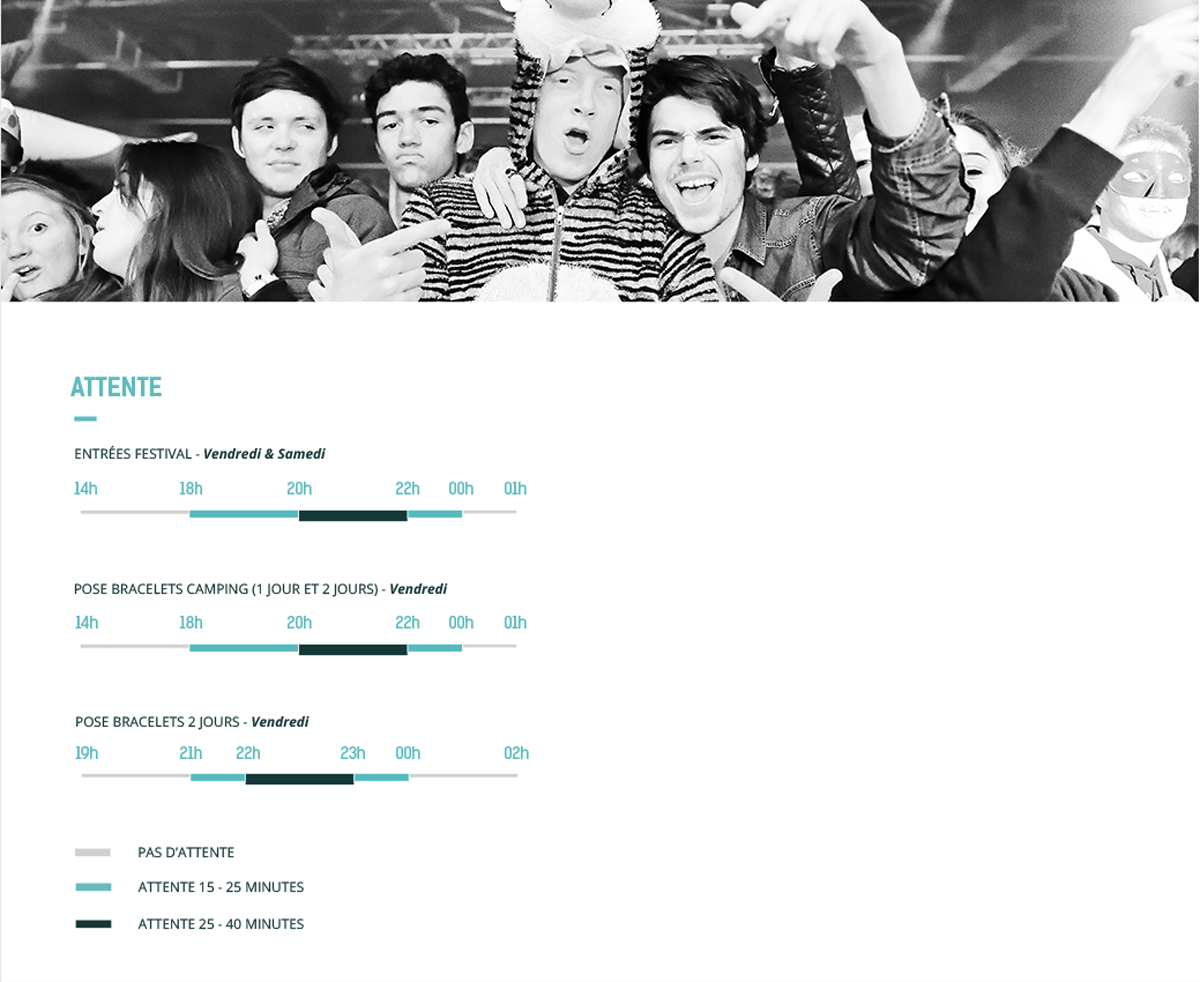 ATTENTE
ENTRÉES FESTIVAL - Vendredi & Samedi
14h 18h 20h 22h 00h 01h
POSE BRACELETS CAMPING (1 JOUR ET 2 JOURS) - Vendredi
14h 18h 20h 22h 00h 01h
POSE BRACELETS 2 JOURS - Vendredi
19h 21h 22h 23h 00h 02h
PAS D’ATTENTE
ATTENTE 15 - 25 MINUTES
ATTENTE 25 - 40 MINUTES